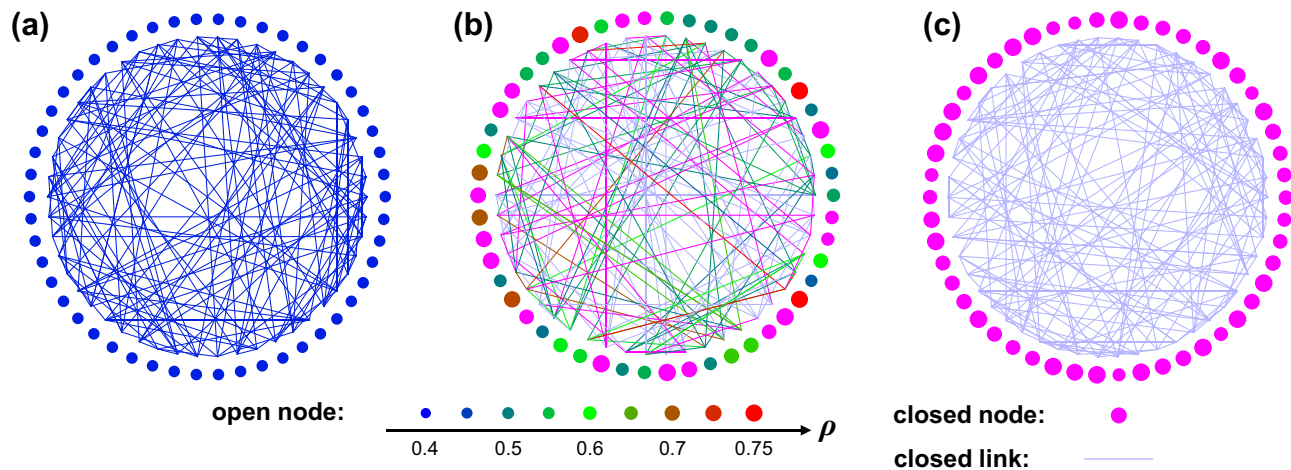 (a) (b) (c)
open node:
ρ
0.4 0.5 0.6 0.7 0.75
closed node:
closed link: